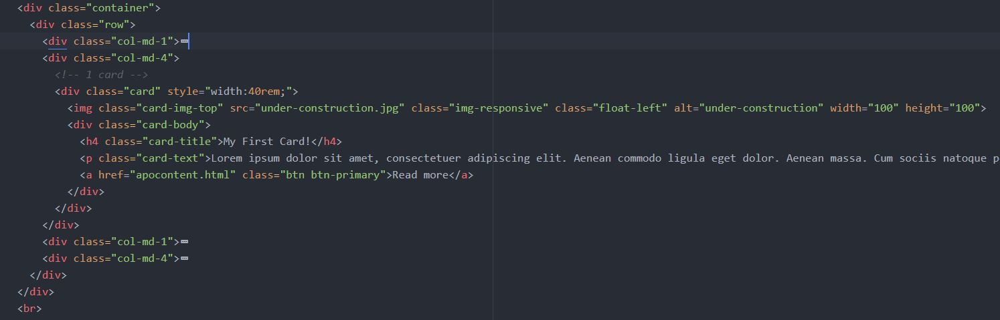 <div class="container">
<div class="row">
<div class="col-md-1">
<div class="col-md-4">
<!-- 1 card -->
<div class="card" style="width:40rem;">
<img class="card-img-top" src="under-construction.jpg" class="img-responsive" class="float-left" alt="under-construction" width="100" height="100">
<div class="card-body">
<h4 class="card-title">My First Card!</h4>
<p class="card-text">Lorem ipsum dolor sit amet, consectetuer adipiscing elit. Aenean commodo ligula eget dolor. Aenean massa. Cum sociis natoque
<a href="apocontent.html" class="btn btn-primary">Read more</a>
</div>
</div>
</div>
<div class="col-md-1">
<div class="col-md-4">
</div>
</div>
<br>